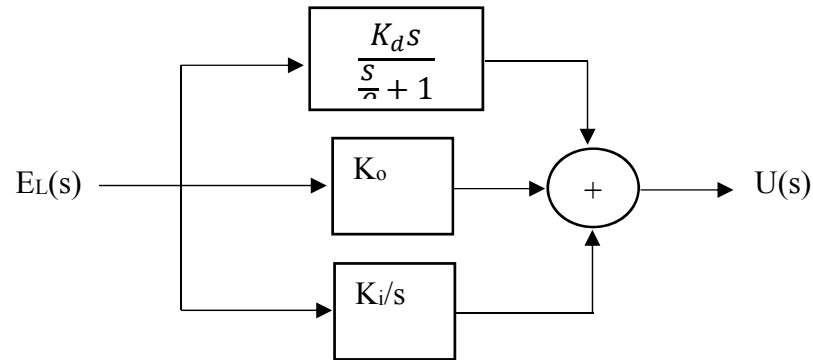 K_d s
s
+ 1
E_L(s)
K_o
+
U(s)
K_i/s